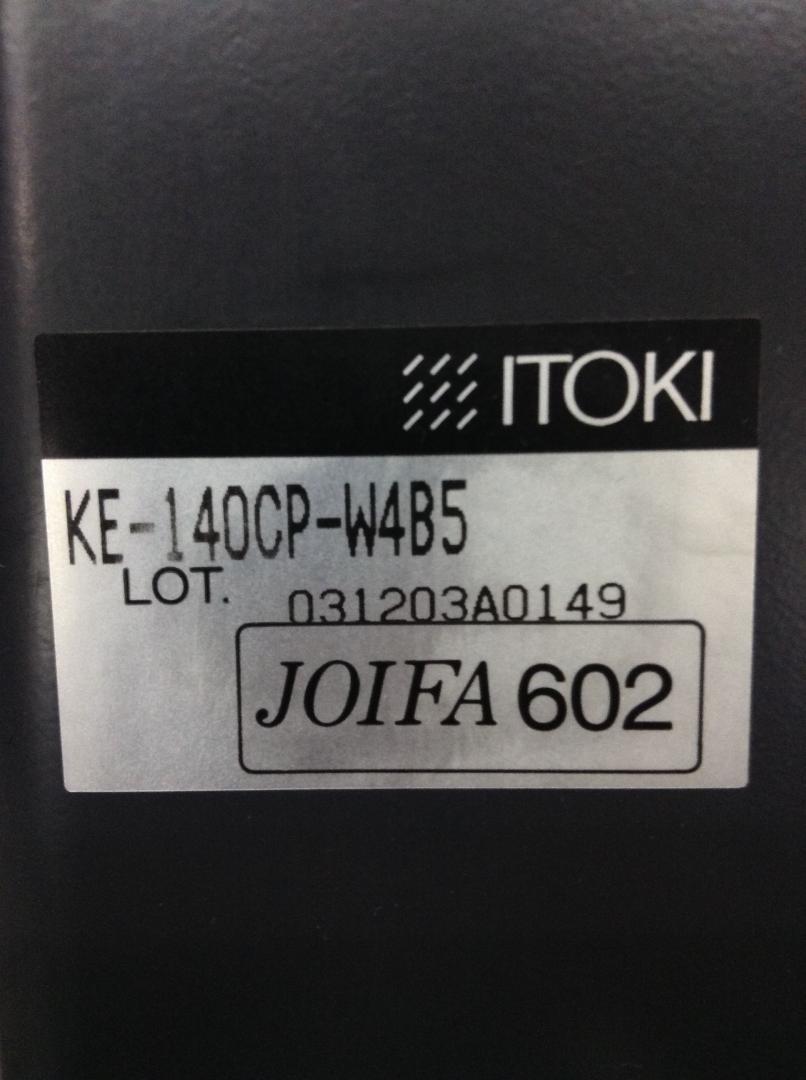 ITOKI
KE-140CP-W4B5
LOT. 031203A0149
JOIFA 602